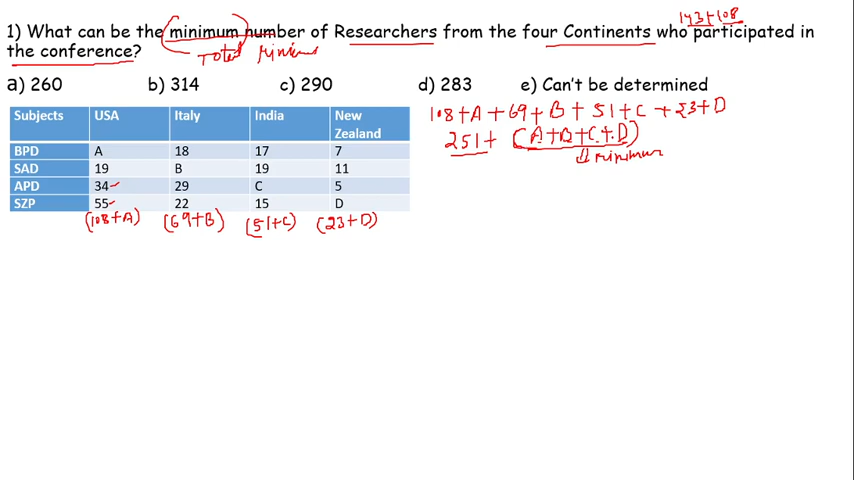 143+108
1) What can be the minimum number of Researchers from the four Continents who participated in
the conference?
Total minimum
a) 260 b) 314 c) 290 d) 283 e) Can't be determined
108+A+69+B+51+C+23+D
251+(A+B+C+D)
minimum
Subjects USA Italy India New Zealand
BPD A 18 17 7
SAD 19 B 19 11
APD 34 29 C 5
SZP 55 22 15 D
(108+A) (69+B) (51+C) (23+D)